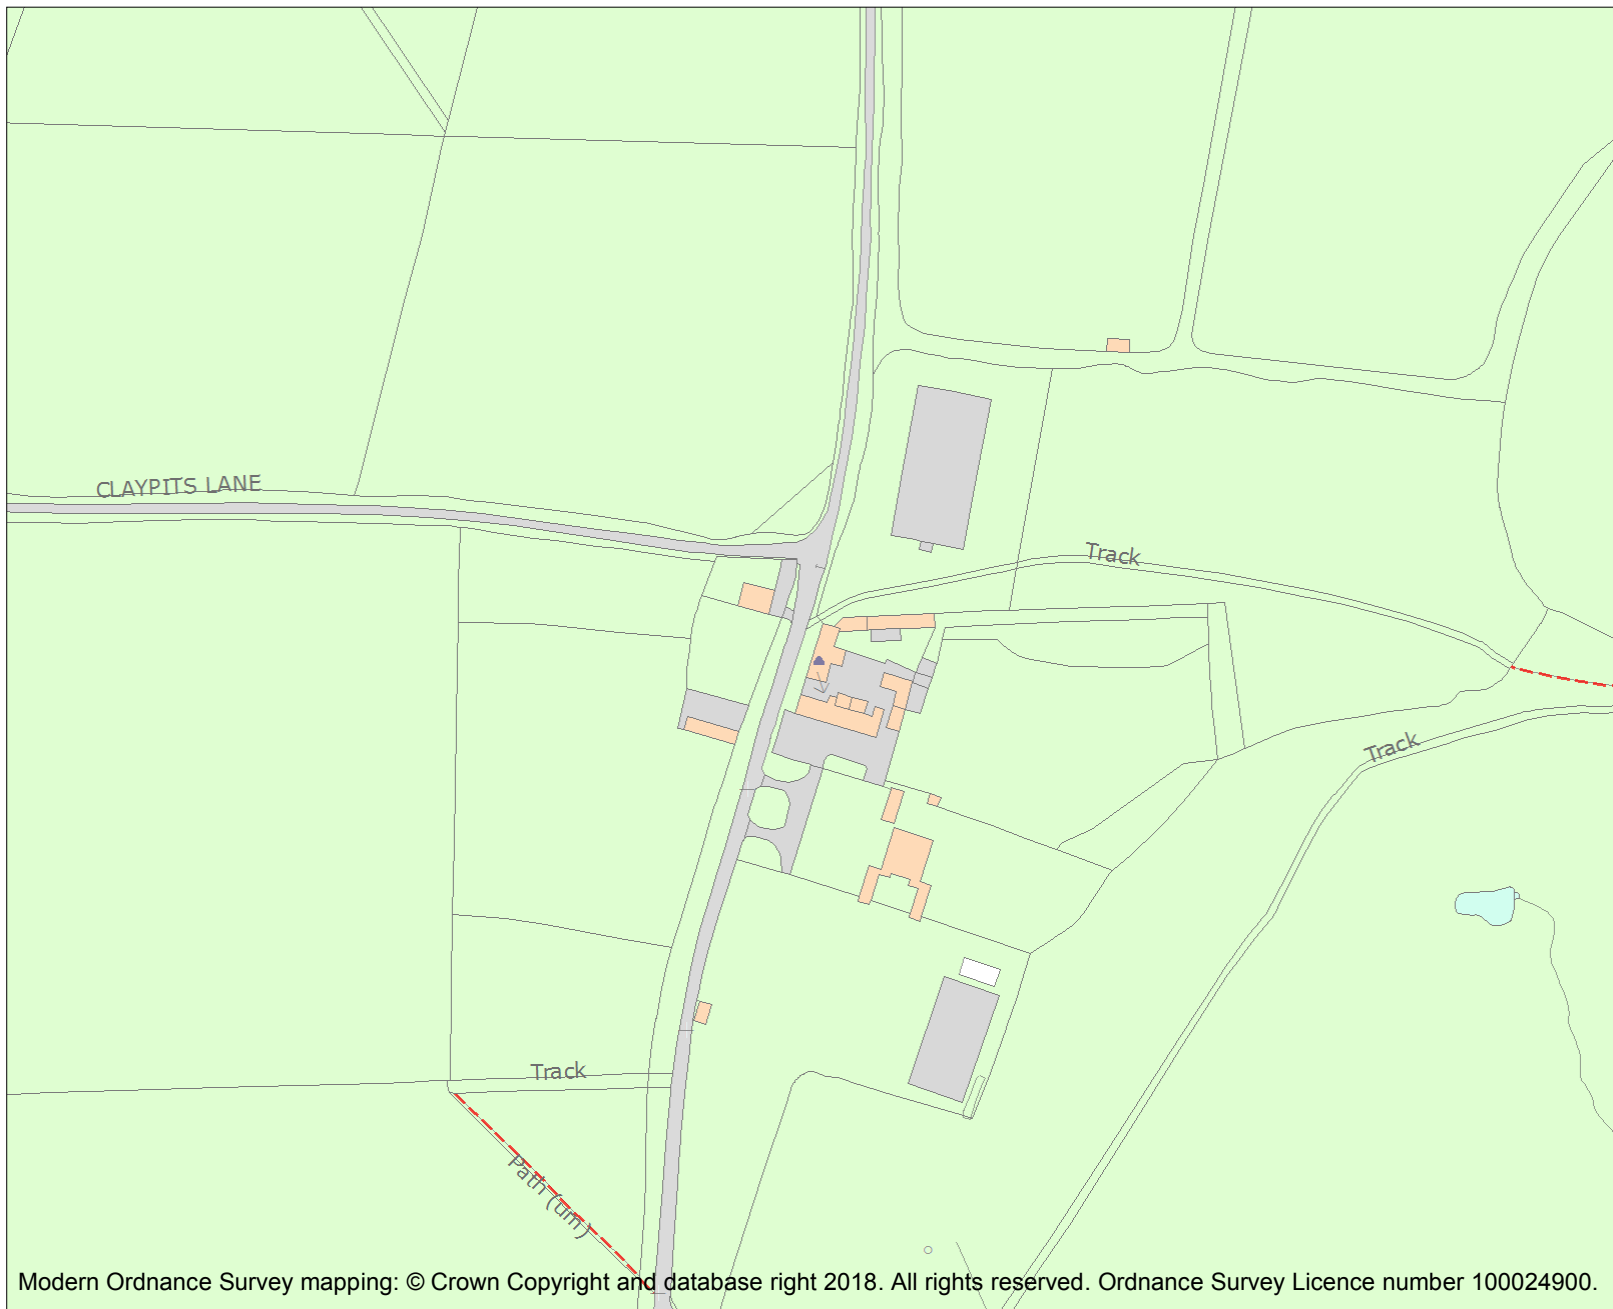 CLAYPITS LANE
Track
Track
Track
Path (um)
Modern Ordnance Survey mapping: © Crown Copyright and database right 2018. All rights reserved. Ordnance Survey Licence number 100024900.